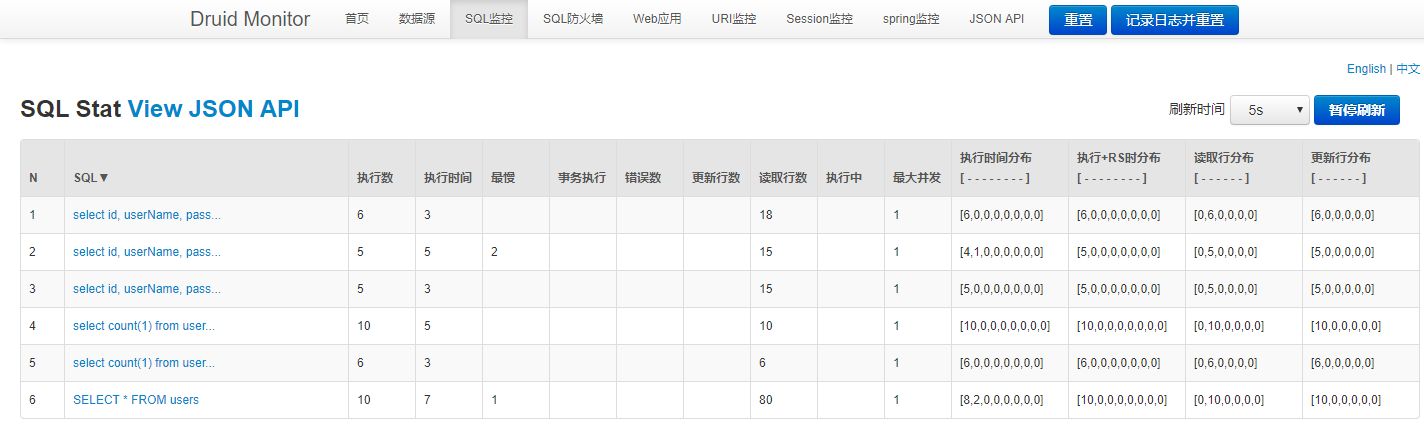 Druid Monitor 首页 数据源 SQL监控 SQL防火墙 Web应用 URI监控 Session监控 spring监控 JSON API 重置 记录日志并重置
English | 中文
SQL Stat View JSON API 刷新时间 5s 暂停刷新
N SQL▼ 执行数 执行时间 最慢 事务执行 错误数 更新行数 读取行数 执行中 最大并发 执行时间分布 执行+RS时分布 读取行分布 更新行分布
[ - - - - - - - - ] [ - - - - - - - - ] [ - - - - - - ] [ - - - - - - ]
1 select id, userName, pass... 6 3 18 1 [6,0,0,0,0,0,0,0] [6,0,0,0,0,0,0,0] [0,6,0,0,0,0] [6,0,0,0,0,0]
2 select id, userName, pass... 5 5 2 15 1 [4,1,0,0,0,0,0,0] [5,0,0,0,0,0,0,0] [0,5,0,0,0,0] [5,0,0,0,0,0]
3 select id, userName, pass... 5 3 15 1 [5,0,0,0,0,0,0,0] [5,0,0,0,0,0,0,0] [0,5,0,0,0,0] [5,0,0,0,0,0]
4 select count(1) from user... 10 5 10 1 [10,0,0,0,0,0,0,0] [10,0,0,0,0,0,0,0] [0,10,0,0,0,0] [10,0,0,0,0,0]
5 select count(1) from user... 6 3 6 1 [6,0,0,0,0,0,0,0] [6,0,0,0,0,0,0,0] [0,6,0,0,0,0] [6,0,0,0,0,0]
6 SELECT * FROM users 10 7 1 80 1 [8,2,0,0,0,0,0,0] [10,0,0,0,0,0,0,0] [0,10,0,0,0,0] [10,0,0,0,0,0]